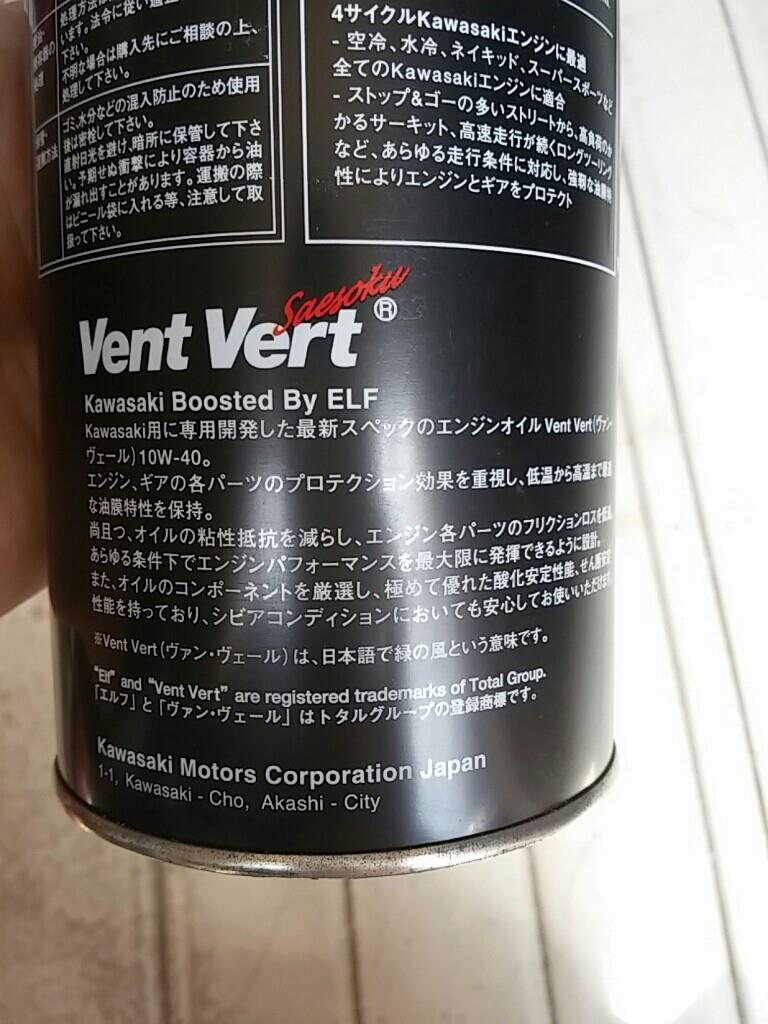 処理方法は
います。法令に従い適正
下さい。
不明な場合は購入先にご相談の上、
処理して下さい。
ゴミ、水分などの混入防止のため使用
後は密栓して下さい。
直射日光を避け、暗所に保管して下さ
い。予期せぬ衝撃により容器から油
が漏れ出すことがあります。運搬の際
はビニール袋に入れる等、注意して取
扱って下さい。
4サイクルKawasakiエンジンに最適
- 空冷、水冷、ネイキッド、スーパースポーツなど
全てのKawasakiエンジンに適合
- ストップ&ゴーの多いストリートから、高負荷のか
かるサーキット、高速走行が続くロングツーリング
など、あらゆる走行条件に対応し、強靭な油膜特
性によりエンジンとギアをプロテクト
Saesoku
Vent Vert®
Kawasaki Boosted By ELF
Kawasaki用に専用開発した最新スペックのエンジンオイル Vent Vert(ヴァン・
ヴェール)10W-40。
エンジン、ギアの各パーツのプロテクション効果を重視し、低温から高温まで最適
な油膜特性を保持。
尚且つ、オイルの粘性抵抗を減らし、エンジン各パーツのフリクションロスを低減。
あらゆる条件下でエンジンパフォーマンスを最大限に発揮できるように設計。
また、オイルのコンポーネントを厳選し、極めて優れた酸化安定性能、せん断安定
性能を持っており、シビアコンディションにおいても安心してお使いいただけます。
※Vent Vert(ヴァン・ヴェール)は、日本語で緑の風という意味です。
"Elf" and "Vent Vert" are registered trademarks of Total Group.
「エルフ」と「ヴァン・ヴェール」はトタルグループの登録商標です。
Kawasaki Motors Corporation Japan
1-1, Kawasaki - Cho, Akashi - City